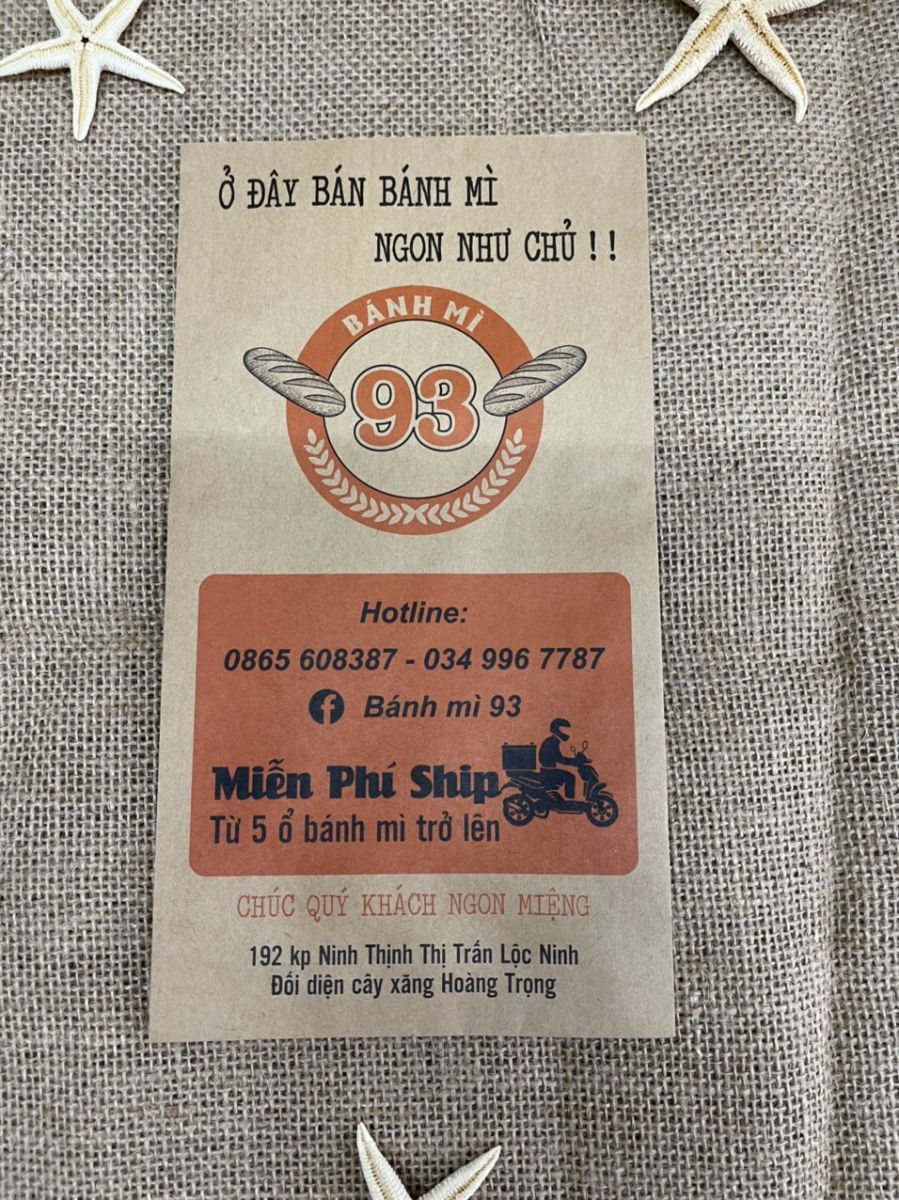 Ở ĐÂY BÁN BÁNH MÌ
NGON NHƯ CHỦ ! !
BÁNH MÌ
93
Hotline:
0865 608387 - 034 996 7787
Bánh mì 93
Miễn Phí Ship
Từ 5 ổ bánh mì trở lên
CHÚC QUÝ KHÁCH NGON MIỆNG
192 kp Ninh Thịnh Thị Trấn Lộc Ninh
Đối diện cây xăng Hoàng Trọng